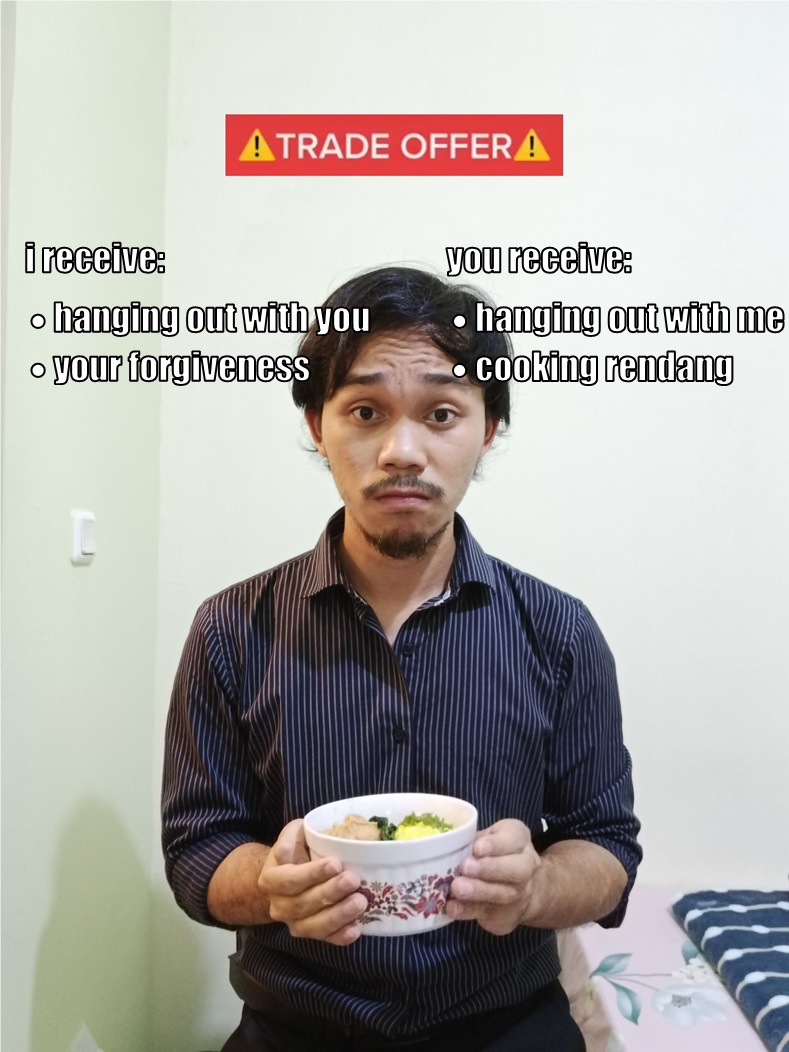 ⚠️TRADE OFFER⚠️
i receive:
• hanging out with you
• your forgiveness
you receive:
• hanging out with me
• cooking rendang